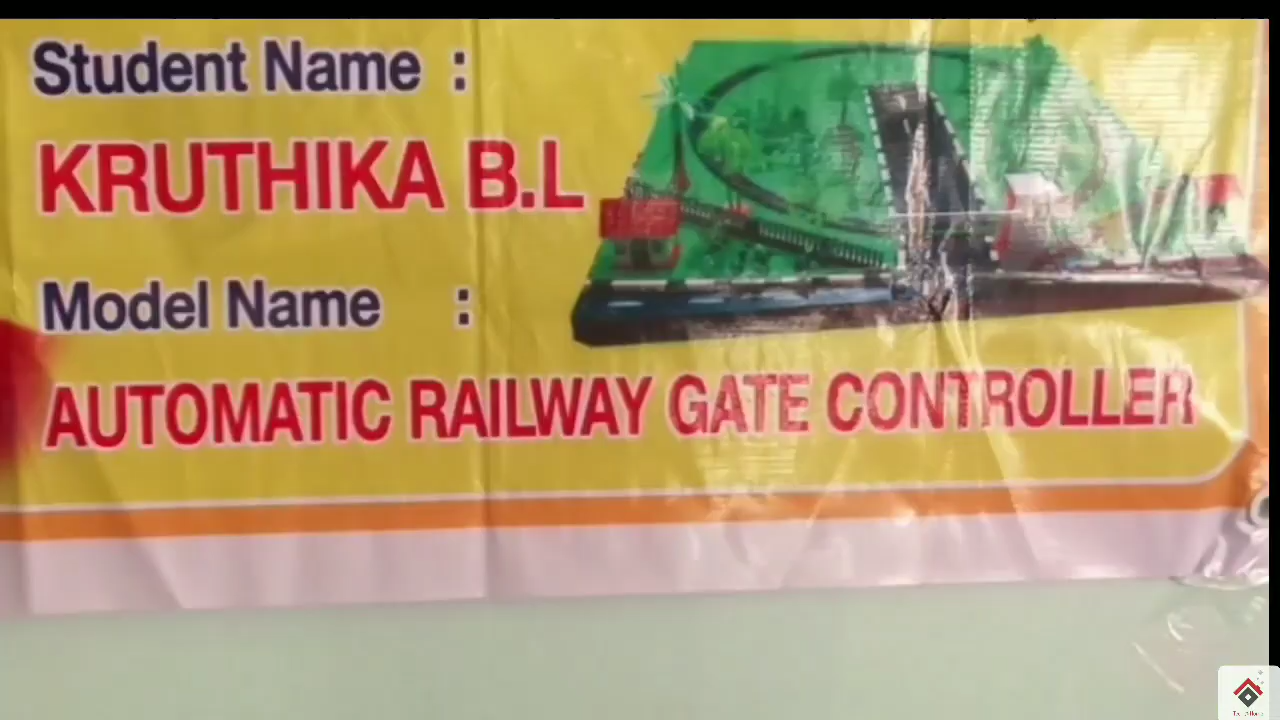 Student Name :
KRUTHIKA B.L
Model Name :
AUTOMATIC RAILWAY GATE CONTROLLER